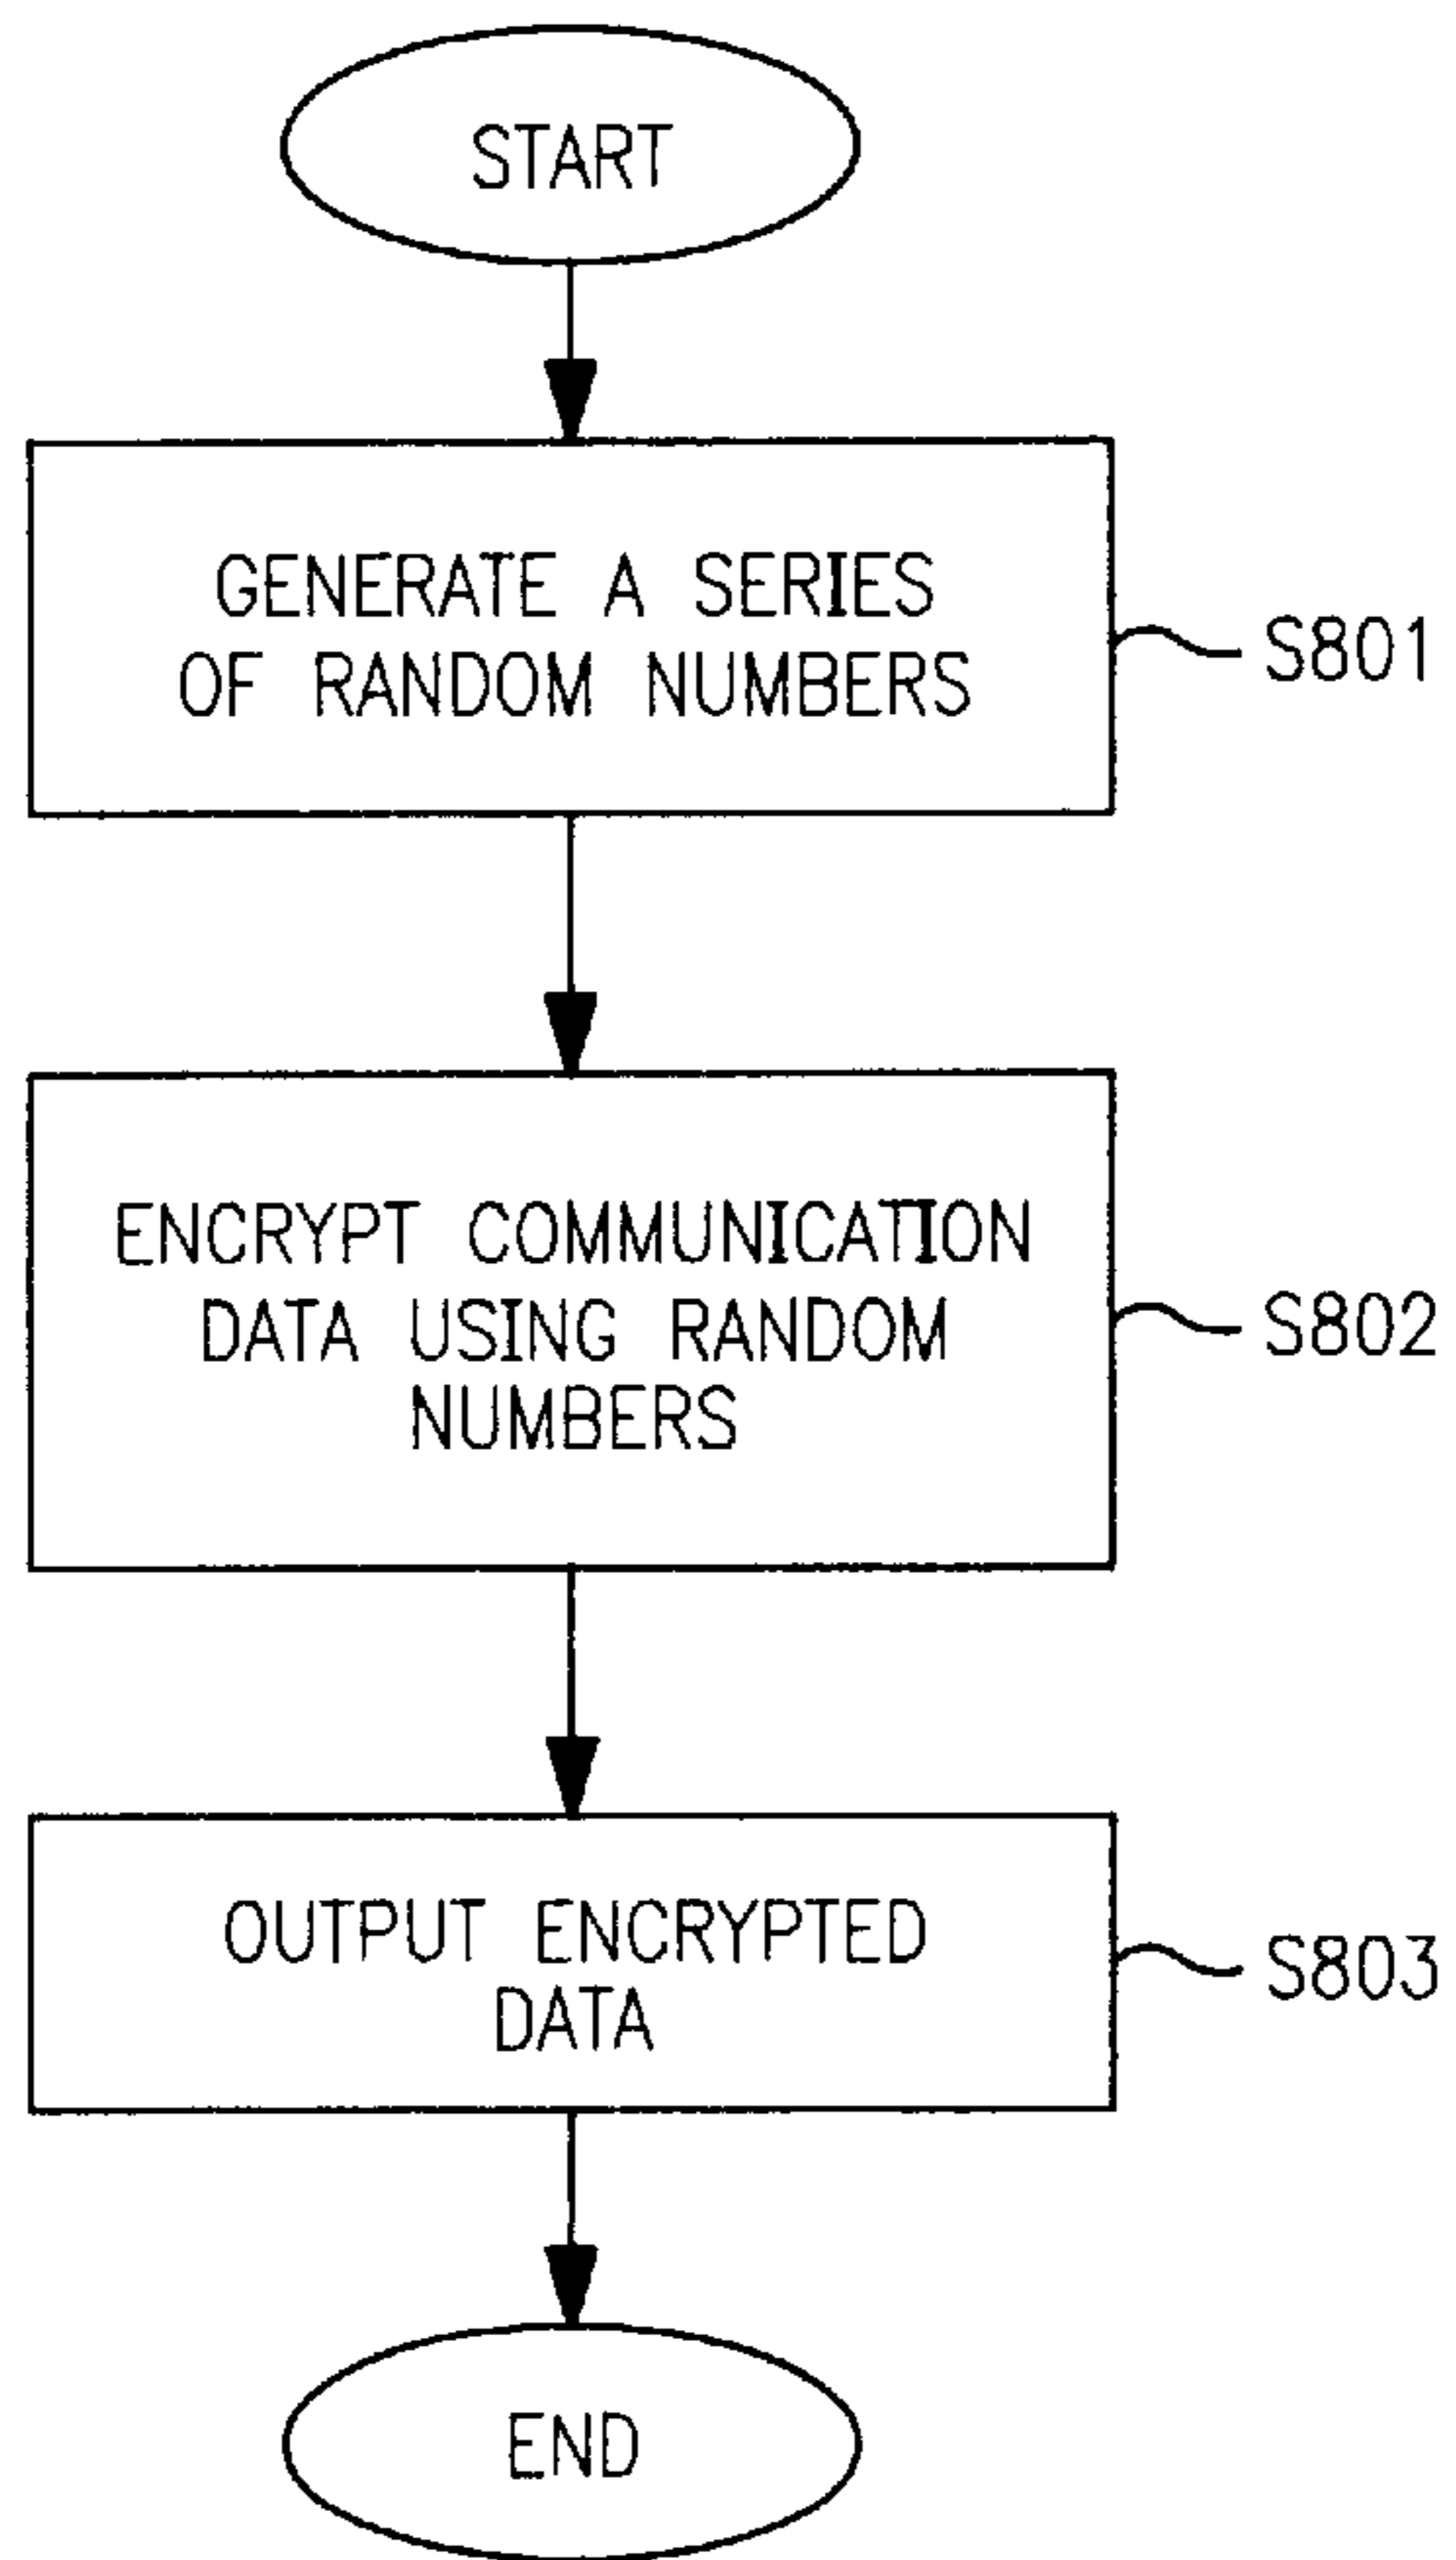 START
GENERATE A SERIES
OF RANDOM NUMBERS
S801
ENCRYPT COMMUNICATION
DATA USING RANDOM
NUMBERS
S802
OUTPUT ENCRYPTED
DATA
S803
END